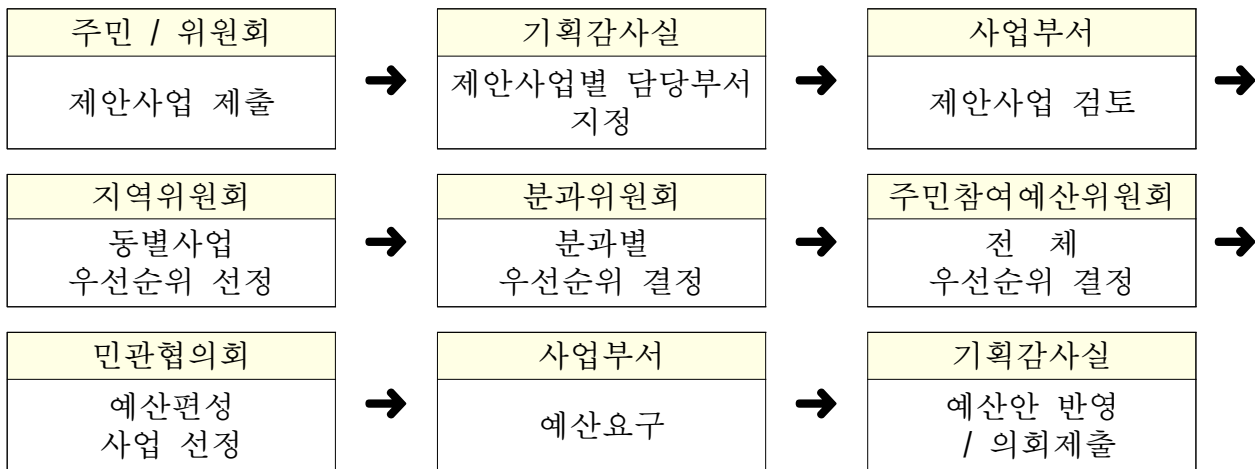 주민 / 위원회
제안사업 제출
기획감사실
제안사업별 담당부서
지정
사업부서
제안사업 검토
지역위원회
동별사업
우선순위 선정
분과위원회
분과별
우선순위 결정
주민참여예산위원회
전 체
우선순위 결정
민관협의회
예산편성
사업 선정
사업부서
예산요구
기획감사실
예산안 반영
/ 의회제출